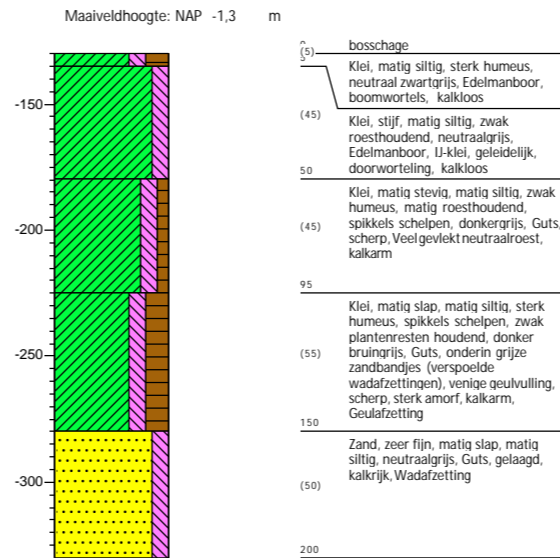 Maaiveldhoogte: NAP -1,3 m
0
bosschage
(5)
5
Klei, matig siltig, sterk humeus,
neutraal zwartgrijs, Edelmanboor,
boomwortels, kalkloos
-150
(45)
Klei, stijf, matig siltig, zwak
roesthoudend, neutraalgrijs,
Edelmanboor, IJ-klei, geleidelijk,
doorworteling, kalkloos
50
Klei, matig stevig, matig siltig, zwak
humeus, matig roesthoudend,
spikkels schelpen, donkergrijs, Guts,
scherp, Veel gevlekt neutraalroest,
kalkarm
-200
(45)
95
Klei, matig slap, matig siltig, sterk
humeus, spikkels schelpen, zwak
plantenresten houdend, donker
bruingrijs, Guts, onderin grijze
zandbandjes (verspoelde
wadafzettingen), venige geulvulling,
scherp, sterk amorf, kalkarm,
Geulafzetting
-250
(55)
150
Zand, zeer fijn, matig slap, matig
siltig, neutraalgrijs, Guts, gelaagd,
kalkrijk, Wadafzetting
-300
(50)
200